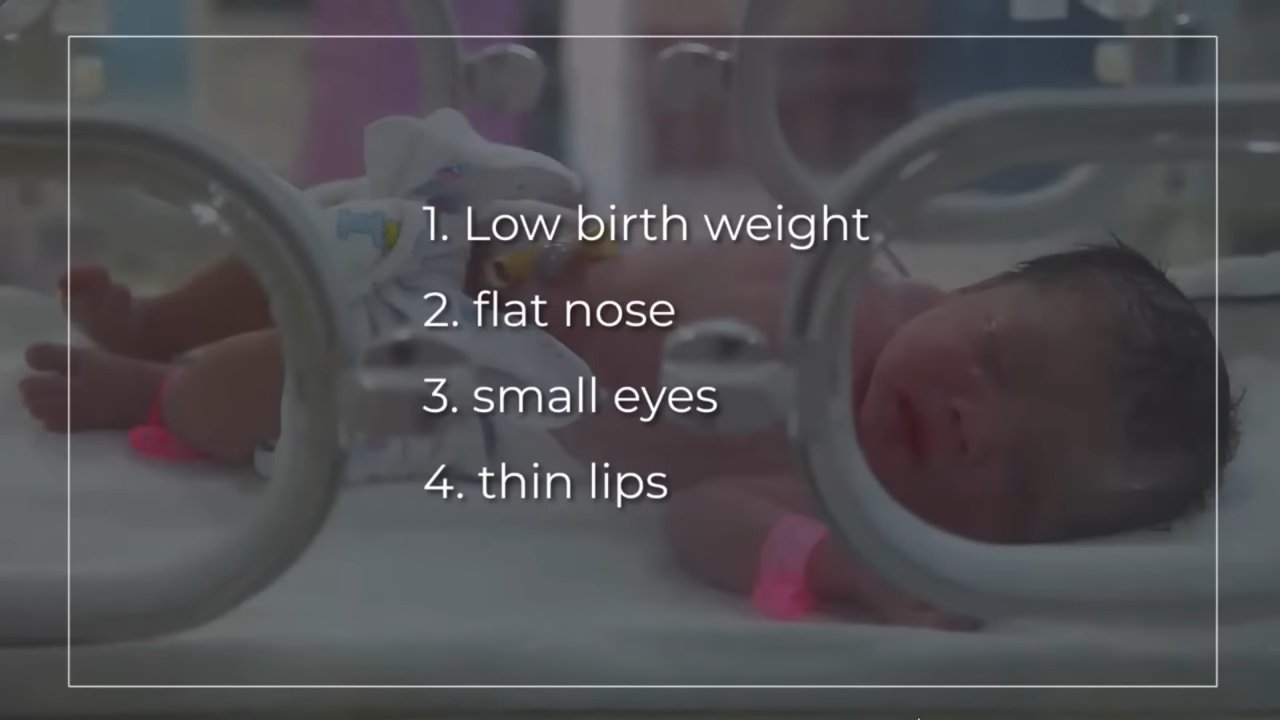 1. Low birth weight
2. flat nose
3. small eyes
4. thin lips